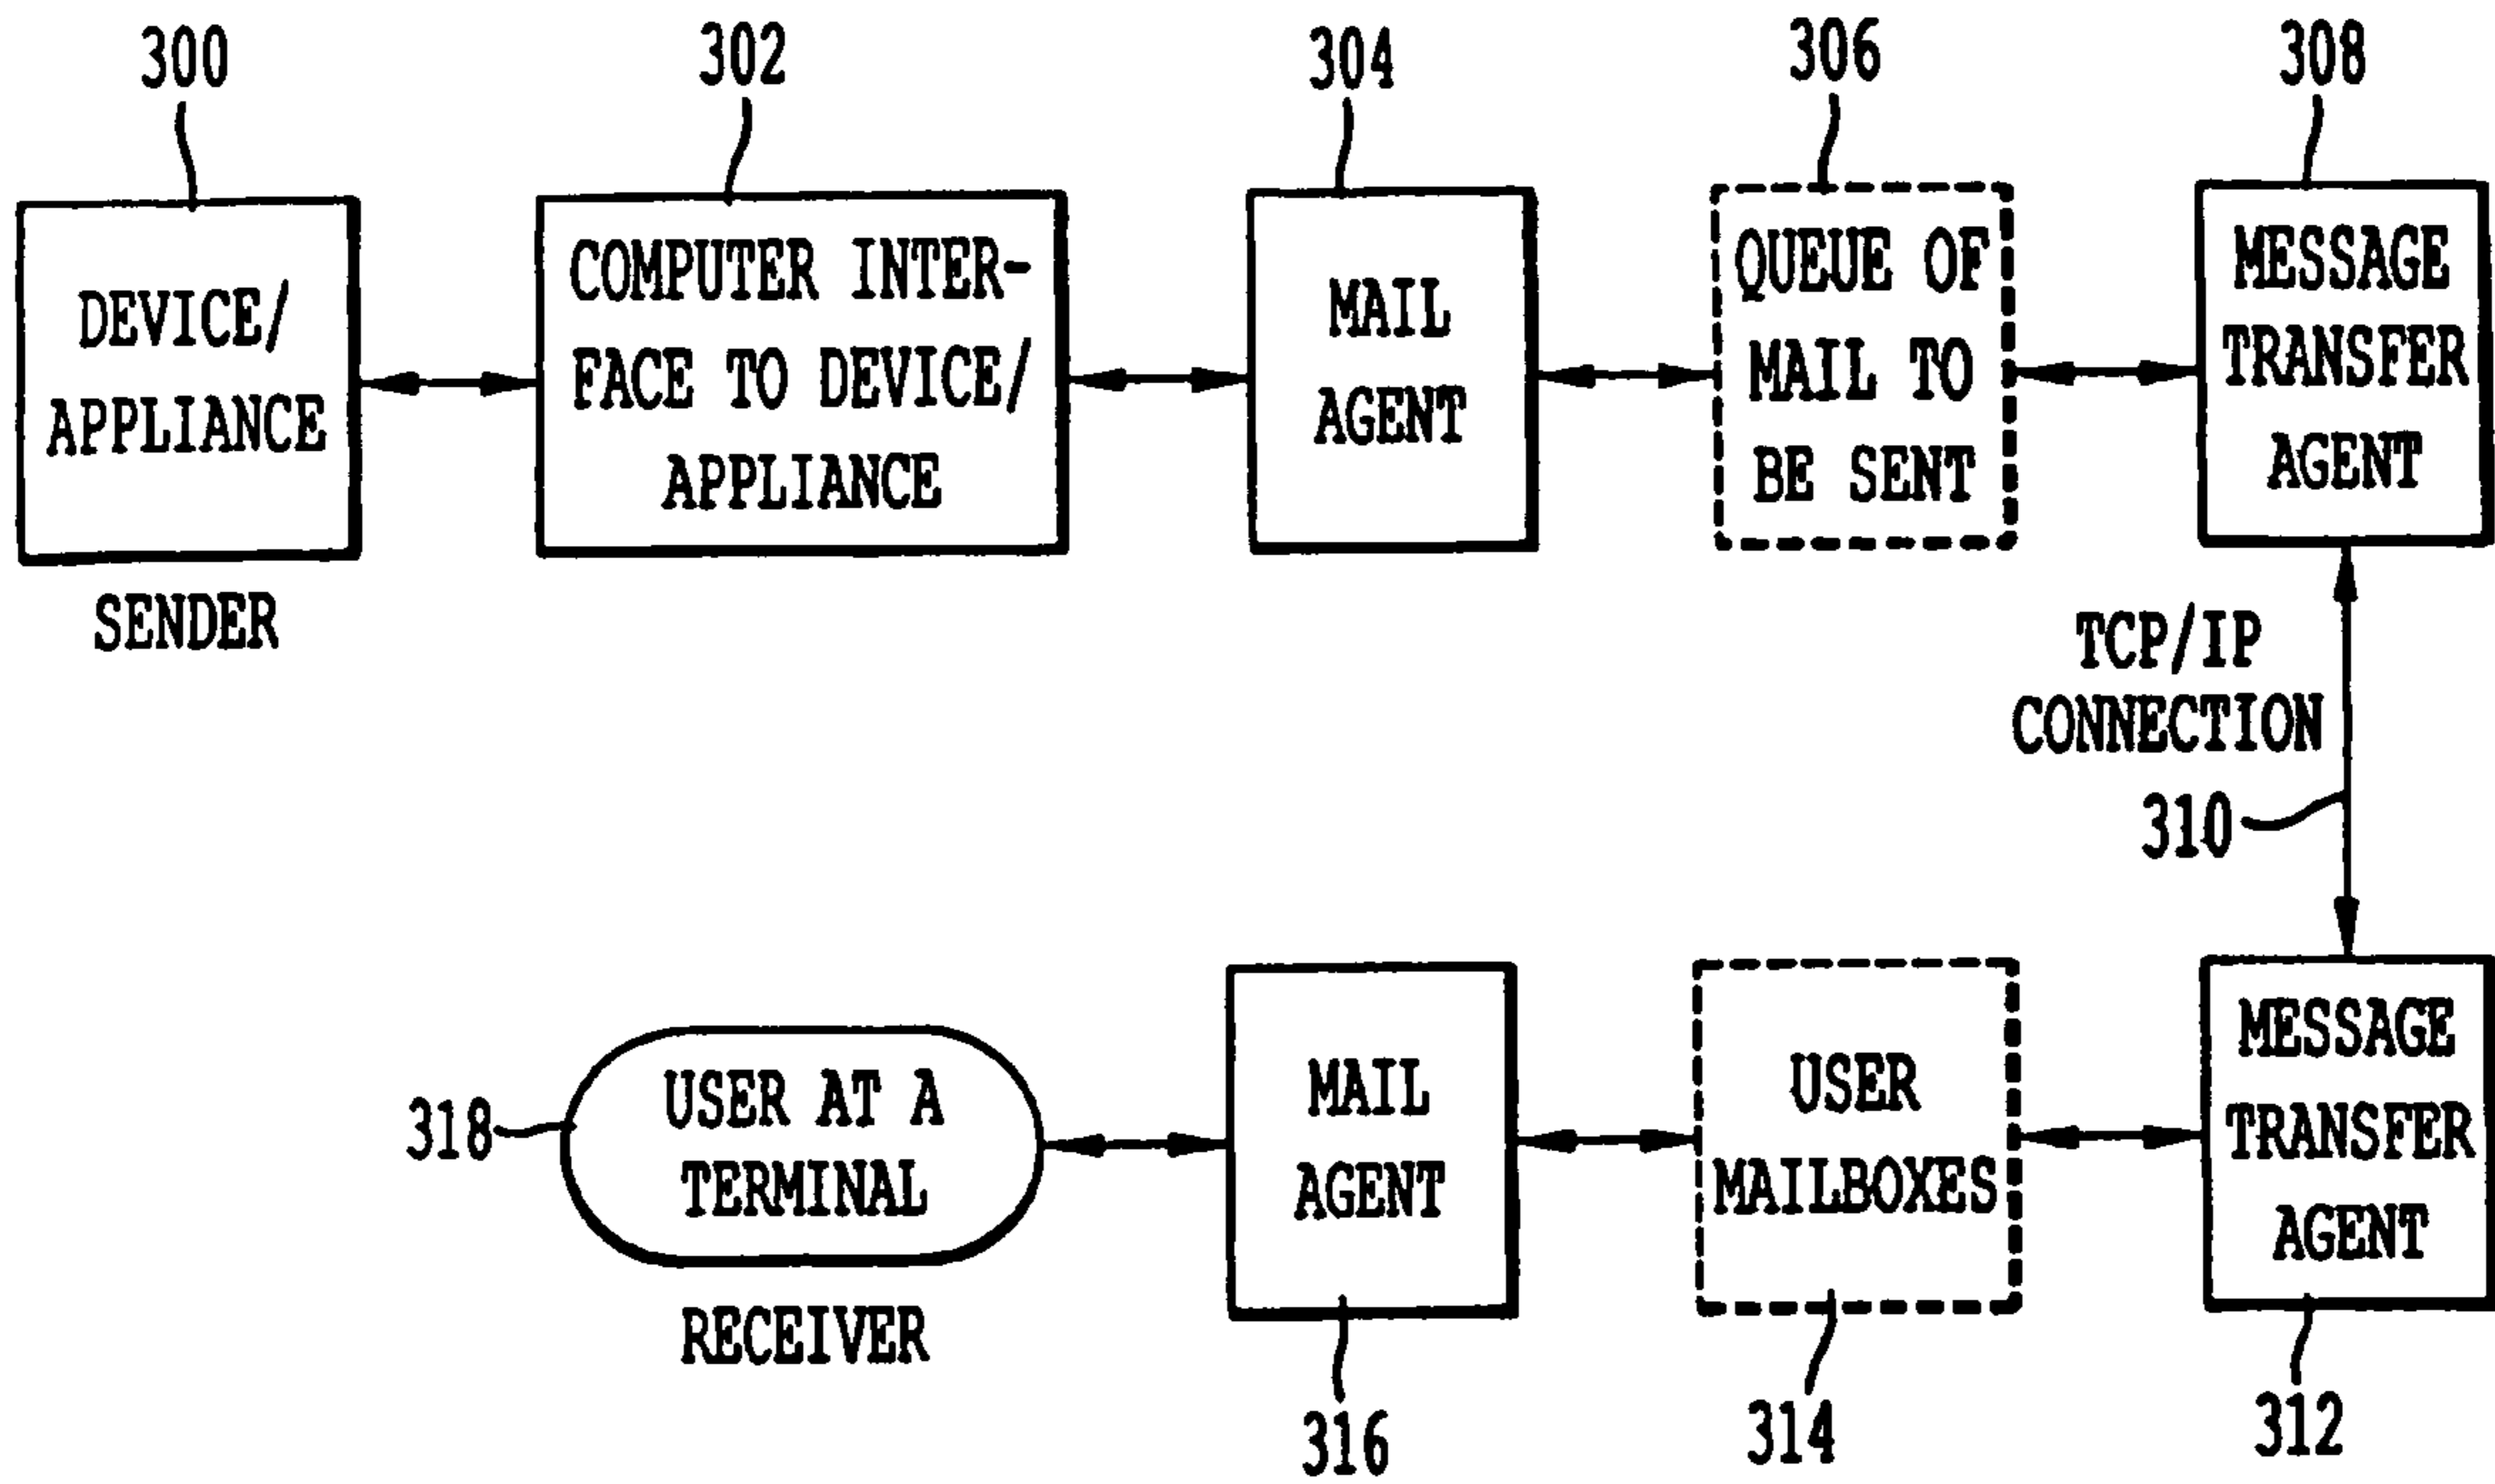 300
302
304
306
308
DEVICE/
APPLIANCE
COMPUTER INTER-
FACE TO DEVICE/
APPLIANCE
MAIL
AGENT
QUEUE OF
MAIL TO
BE SENT
MESSAGE
TRANSFER
AGENT
SENDER
TCP/IP
CONNECTION
310
318
USER AT A
TERMINAL
RECEIVER
MAIL
AGENT
USER
MAILBOXES
MESSAGE
TRANSFER
AGENT
316
314
312